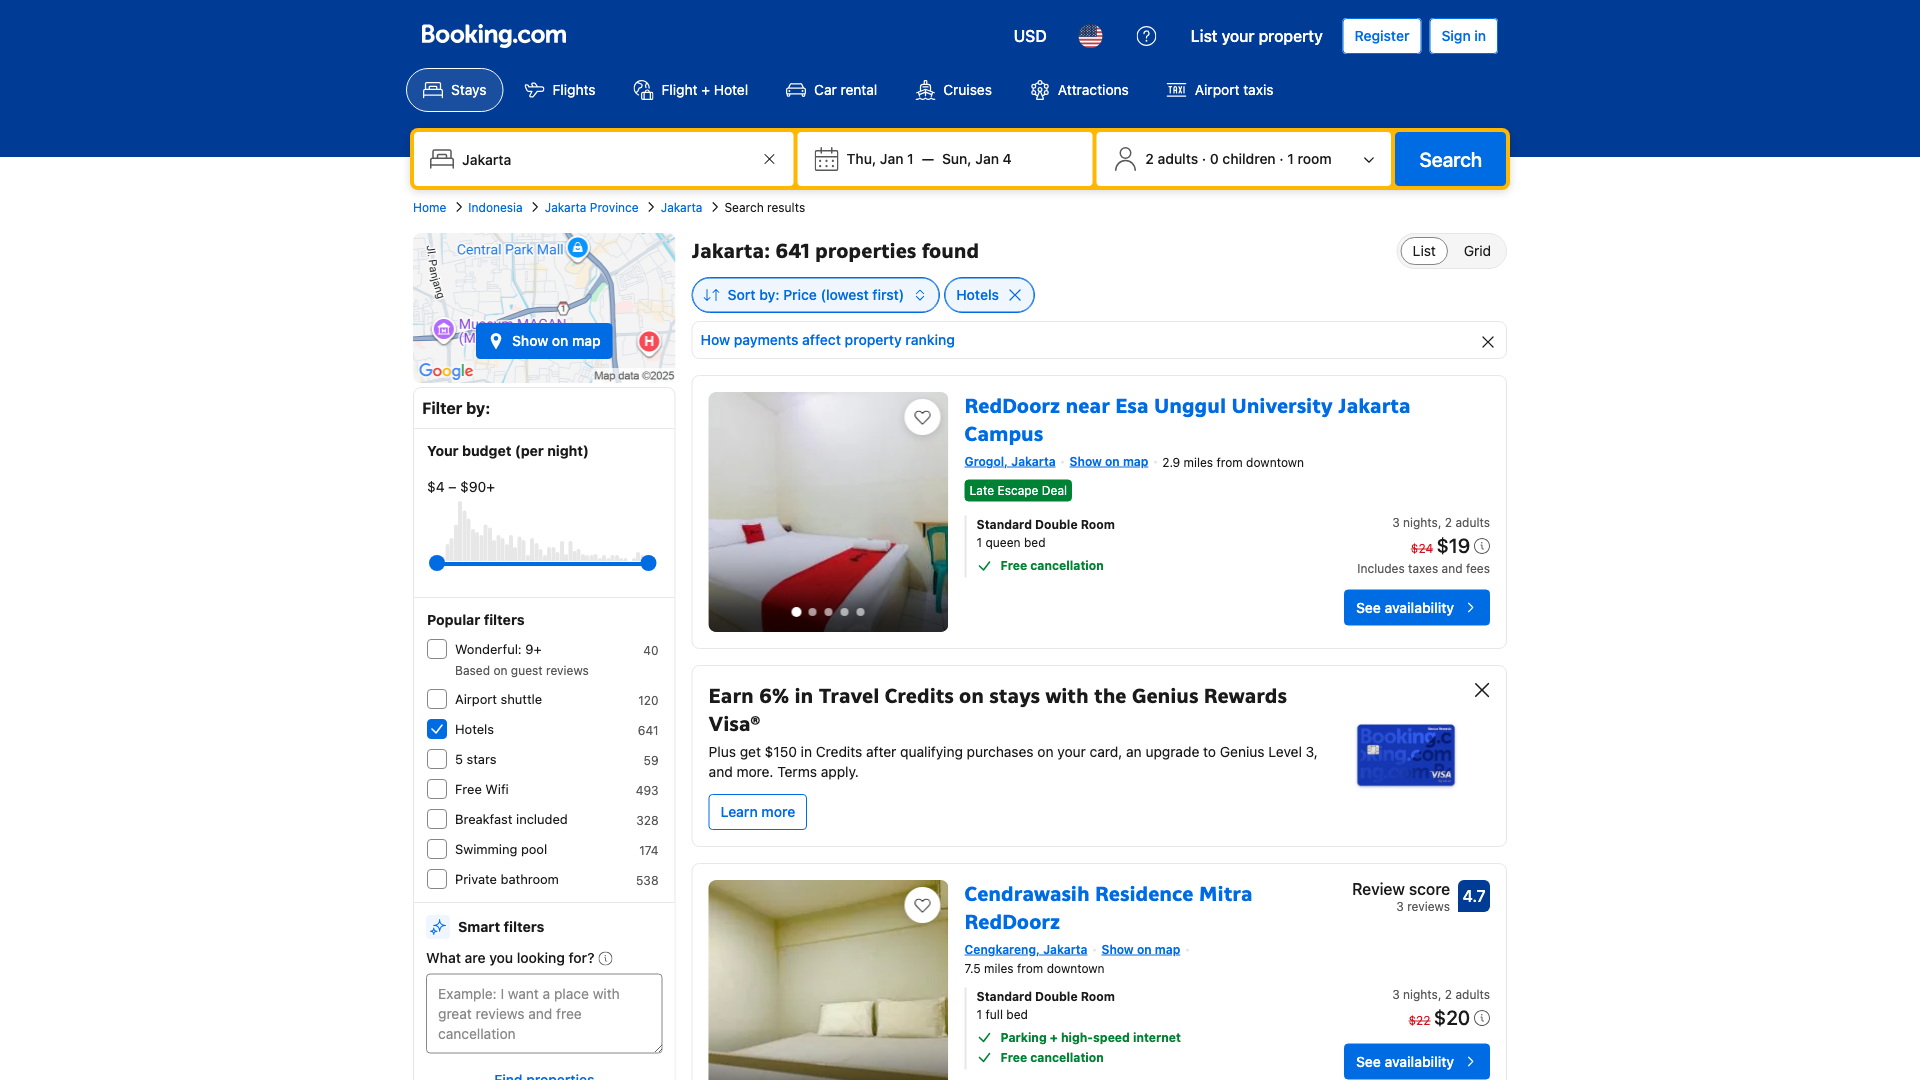 Booking.com
USD
List your property
Register
Sign in
Stays
Flights
Flight + Hotel
Car rental
Cruises
Attractions
TAXI
Airport taxis
Jakarta
Thu, Jan 1 — Sun, Jan 4
2 adults · 0 children · 1 room
Search
Home
Indonesia
Jakarta Province
Jakarta
Search results
Central Park Mall
Jl. Panjang
1
H
Show on map
Google
Map data ©2025
Filter by:
Your budget (per night)
$4 – $90+
Popular filters
Wonderful: 9+ 40
Based on guest reviews
Airport shuttle 120
Hotels 641
5 stars 59
Free Wifi 493
Breakfast included 328
Swimming pool 174
Private bathroom 538
Smart filters
What are you looking for?
Example: I want a place with
great reviews and free
cancellation
Find properties
Jakarta: 641 properties found
List
Grid
Sort by: Price (lowest first)
Hotels
How payments affect property ranking
RedDoorz near Esa Unggul University Jakarta
Campus
Grogol, Jakarta
Show on map
2.9 miles from downtown
Late Escape Deal
Standard Double Room
1 queen bed
Free cancellation
3 nights, 2 adults
$24 $19
Includes taxes and fees
See availability
Earn 6% in Travel Credits on stays with the Genius Rewards
Visa®
Plus get $150 in Credits after qualifying purchases on your card, an upgrade to Genius Level 3,
and more. Terms apply.
Learn more
VISA
Cendrawasih Residence Mitra
RedDoorz
Cengkareng, Jakarta
Show on map
7.5 miles from downtown
Review score
3 reviews
4.7
Standard Double Room
1 full bed
Parking + high-speed internet
Free cancellation
3 nights, 2 adults
$22 $20
See availability